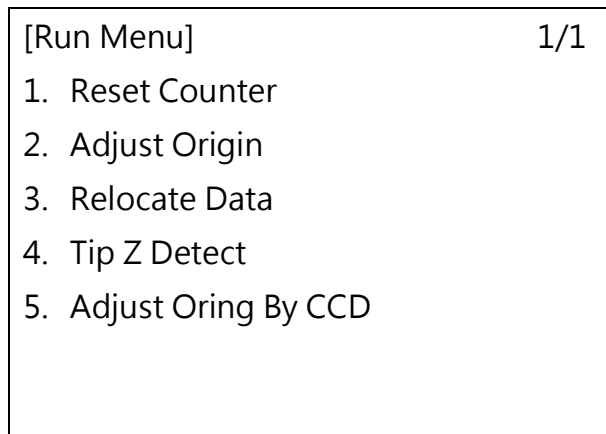 [Run Menu] 1/1
1. Reset Counter
2. Adjust Origin
3. Relocate Data
4. Tip Z Detect
5. Adjust Oring By CCD